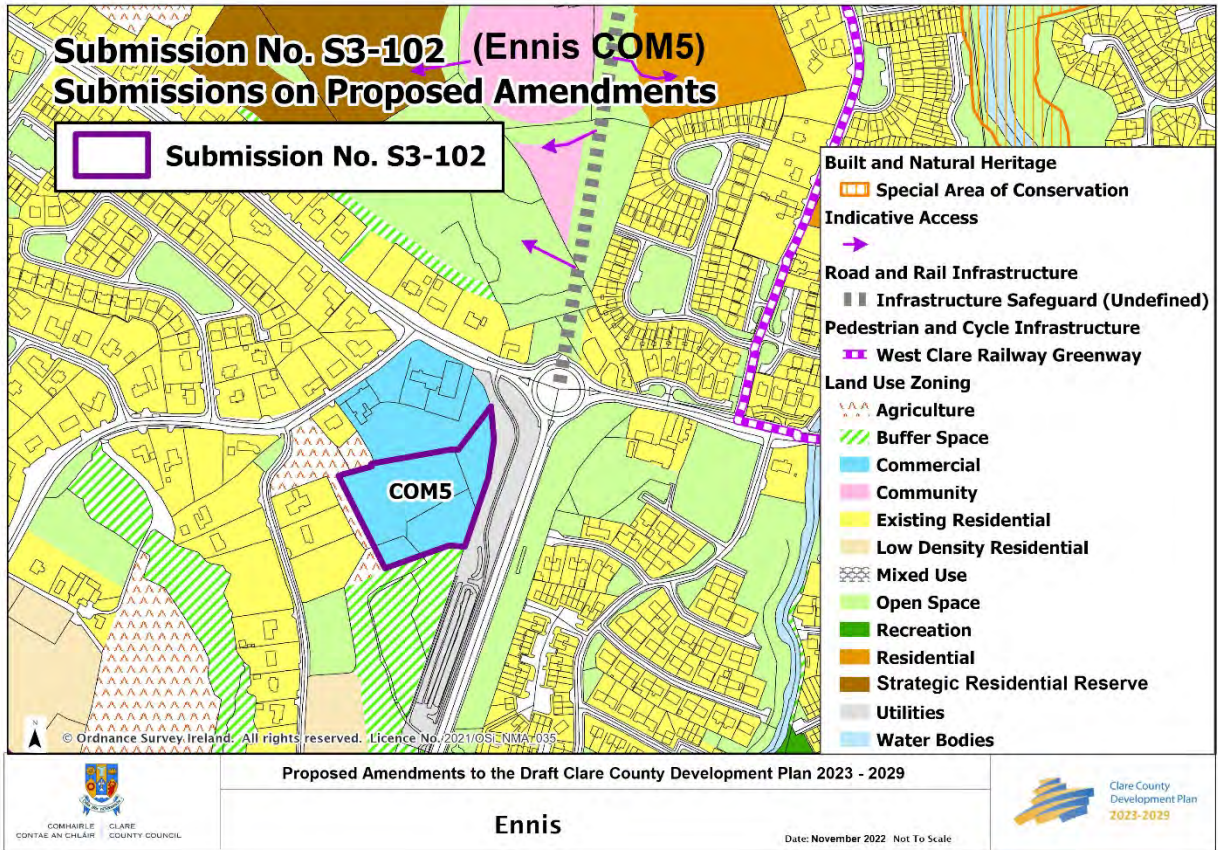 Submission No. S3-102 (Ennis COM5)
Submissions on Proposed Amendments
Submission No. S3-102
COM5
Built and Natural Heritage
Special Area of Conservation
Indicative Access
Road and Rail Infrastructure
Infrastructure Safeguard (Undefined)
Pedestrian and Cycle Infrastructure
West Clare Railway Greenway
Land Use Zoning
Agriculture
Buffer Space
Commercial
Community
Existing Residential
Low Density Residential
Mixed Use
Open Space
Recreation
Residential
Strategic Residential Reserve
Utilities
Water Bodies
N
© Ordnance Survey Ireland. All rights reserved. Licence No. 2021/OSi_NMA_035
COMHAIRLE CLARE
CONTAE AN CHLÁIR COUNTY COUNCIL
Proposed Amendments to the Draft Clare County Development Plan 2023 - 2029
Ennis
Date: November 2022 Not To Scale
Clare County
Development Plan
2023-2029